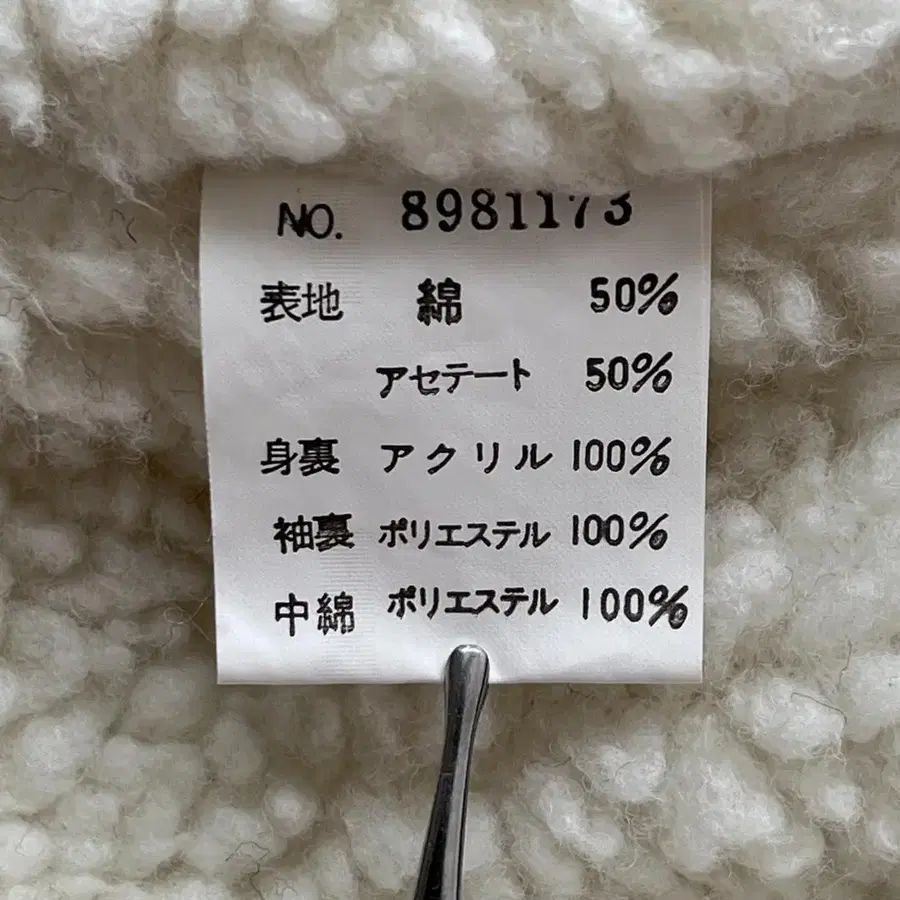 NO. 8981173
表地 綿 50%
アセテート 50%
身裏 アクリル 100%
袖裏 ポリエステル 100%
中綿 ポリエステル 100%